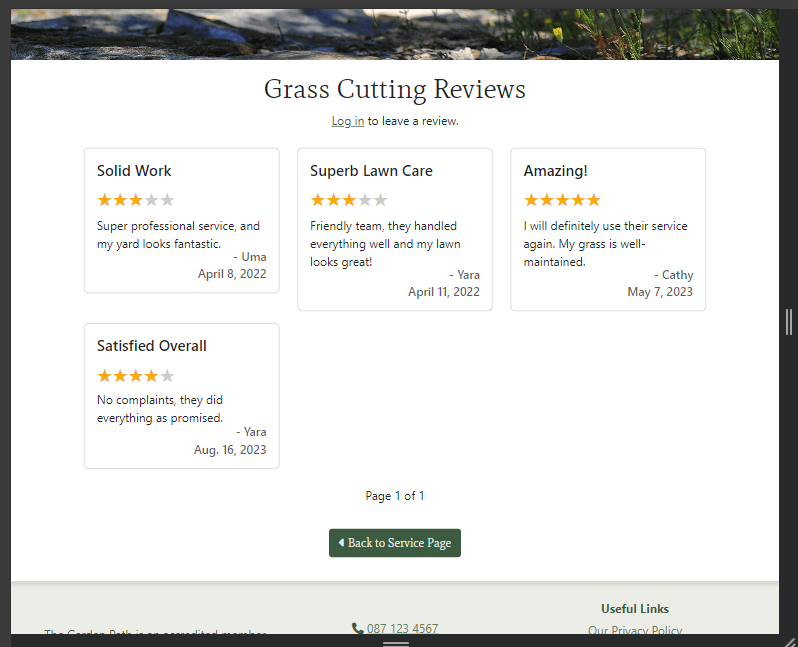 Grass Cutting Reviews
Log in to leave a review.
Solid Work
Super professional service, and
my yard looks fantastic.
- Uma
April 8, 2022
Superb Lawn Care
Friendly team, they handled
everything well and my lawn
looks great!
- Yara
April 11, 2022
Amazing!
I will definitely use their service
again. My grass is well-
maintained.
- Cathy
May 7, 2023
Satisfied Overall
No complaints, they did
everything as promised.
- Yara
Aug. 16, 2023
Page 1 of 1
Back to Service Page
The Garden Path is an accredited member
087 123 4567
Useful Links
Our Privacy Policy